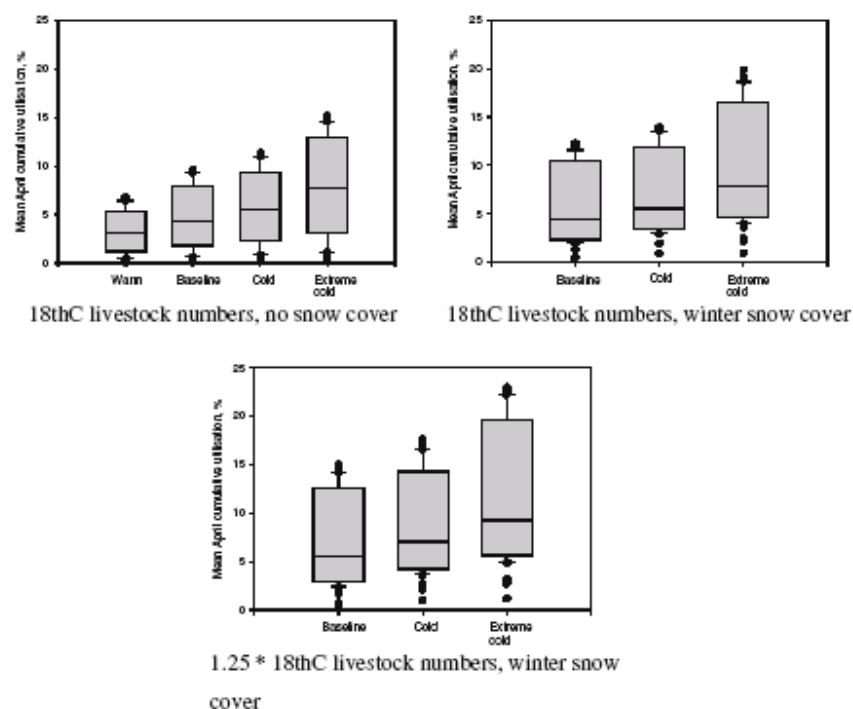 Mean April cumulative utilisation, %
25
20
15
10
5
0
Warm Baseline Cold Extreme
cold
18thC livestock numbers, no snow cover
Mean April cumulative utilisation, %
25
20
15
10
5
0
Baseline Cold Extreme
cold
18thC livestock numbers, winter snow cover
Mean April cumulative utilisation, %
25
20
15
10
5
0
Baseline Cold Extreme
cold
1.25 * 18thC livestock numbers, winter snow
cover